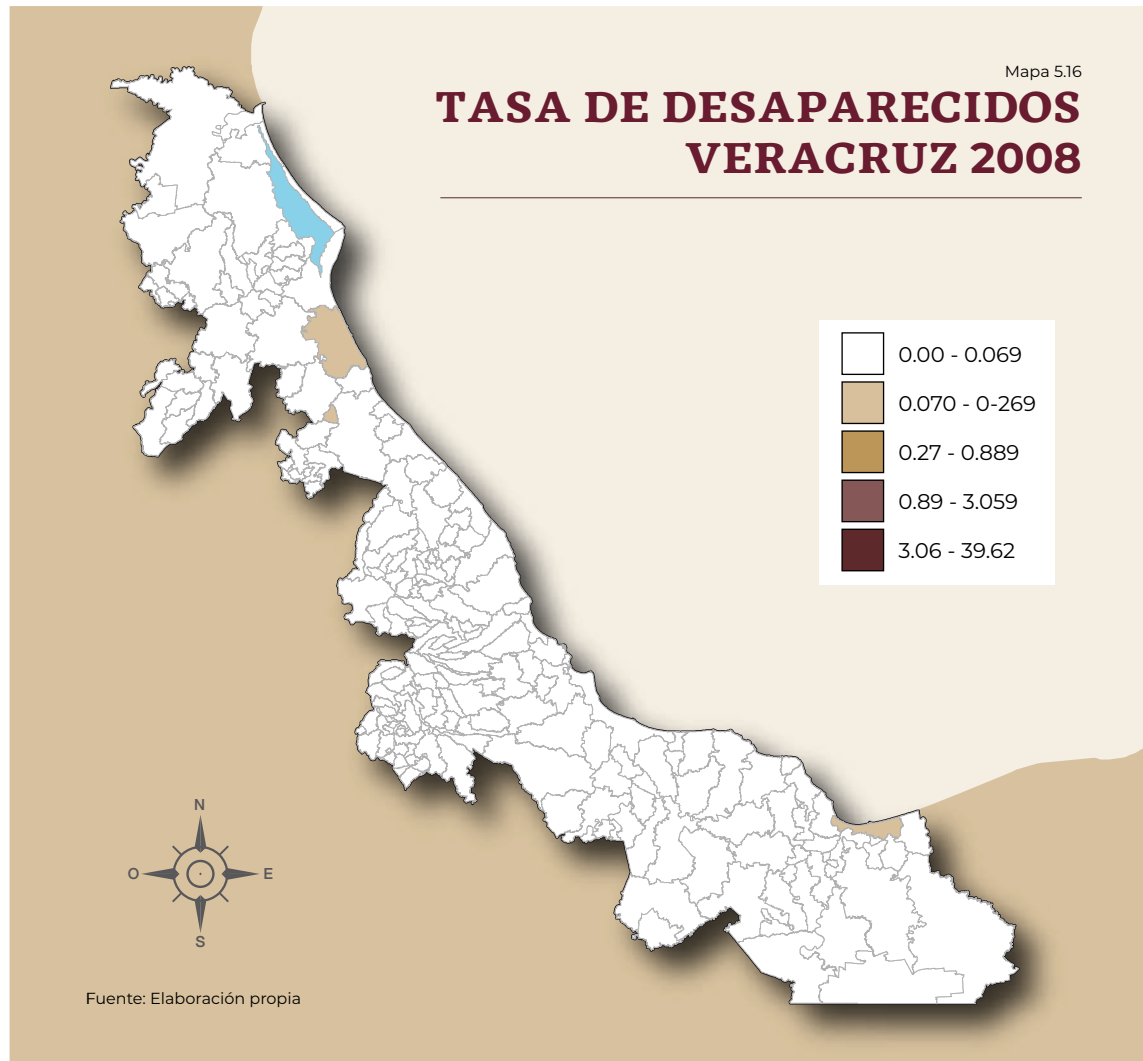 Mapa 5.16
TASA DE DESAPARECIDOS
VERACRUZ 2008
0.00 - 0.069
0.070 - 0-269
0.27 - 0.889
0.89 - 3.059
3.06 - 39.62
N
O
E
S
Fuente: Elaboración propia